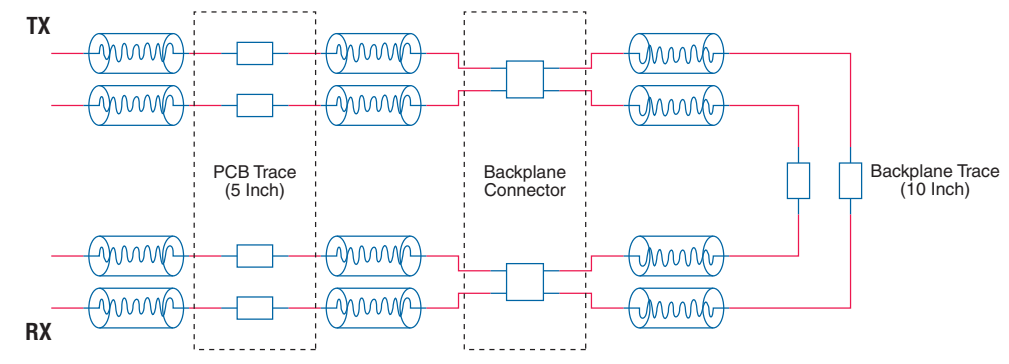 TX
PCB Trace
(5 Inch)
Backplane
Connector
Backplane Trace
(10 Inch)
RX